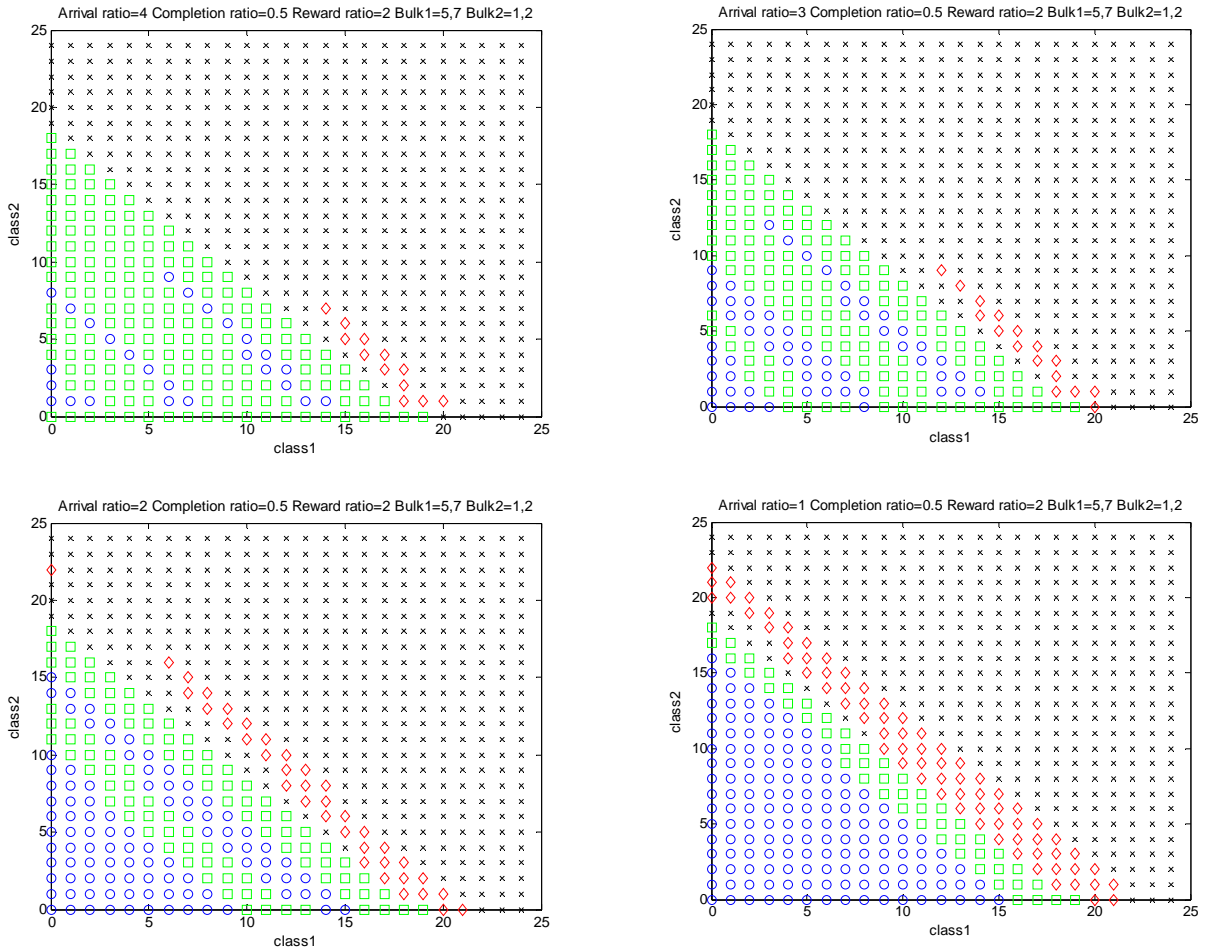 Arrival ratio=4 Completion ratio=0.5 Reward ratio=2 Bulk1=5,7 Bulk2=1,2
25
20
15
10
5
0
0 5 10 15 20 25
class2
class1
Arrival ratio=3 Completion ratio=0.5 Reward ratio=2 Bulk1=5,7 Bulk2=1,2
25
20
15
10
5
0
0 5 10 15 20 25
class2
class1
Arrival ratio=2 Completion ratio=0.5 Reward ratio=2 Bulk1=5,7 Bulk2=1,2
25
20
15
10
5
0
0 5 10 15 20 25
class2
class1
Arrival ratio=1 Completion ratio=0.5 Reward ratio=2 Bulk1=5,7 Bulk2=1,2
25
20
15
10
5
0
0 5 10 15 20 25
class2
class1